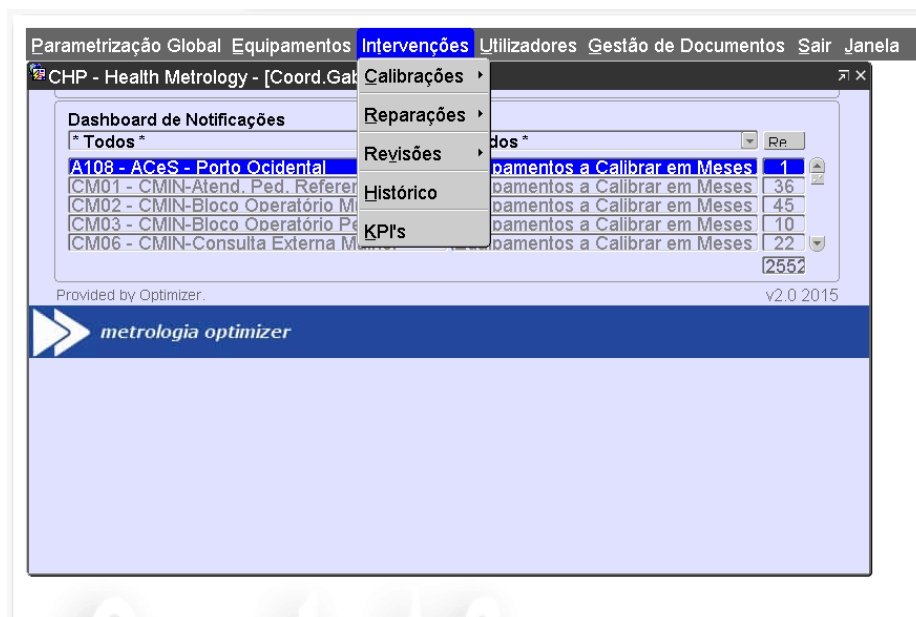 Parametrização Global Equipamentos Intervenções Utilizadores Gestão de Documentos Sair Janela
CHP - Health Metrology - [Coord.Gab
Calibrações
Reparações
Revisões
Histórico
KPI's
Dashboard de Notificações
* Todos *
dos *
Re
A108 - ACeS - Porto Ocidental
pamentos a Calibrar em Meses 1
CM01 - CMIN-Atend. Ped. Referen
pamentos a Calibrar em Meses 36
CM02 - CMIN-Bloco Operatório Mu
pamentos a Calibrar em Meses 45
CM03 - CMIN-Bloco Operatório Pe
pamentos a Calibrar em Meses 10
CM06 - CMIN-Consulta Externa Mulher
Equipamentos a Calibrar em Meses 22
2552
Provided by Optimizer.
v2.0 2015
metrologia optimizer